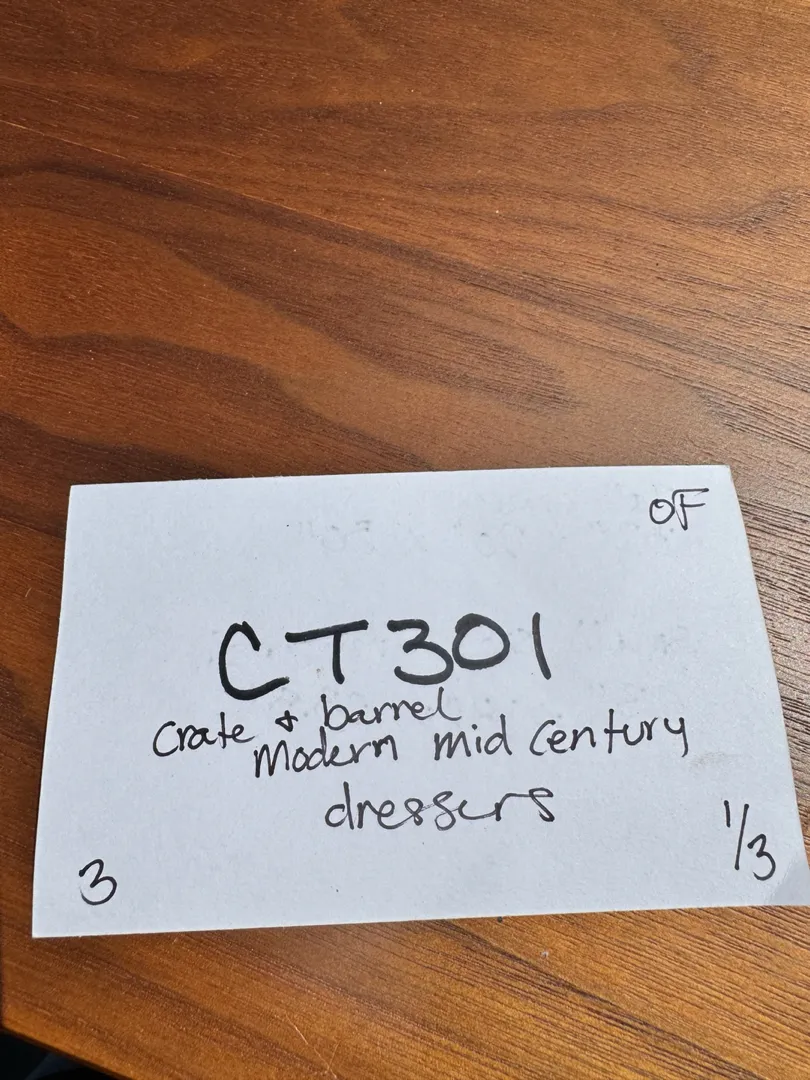 OF
CT301
Crate & barrel
Modern mid century
dressers
3
1/3